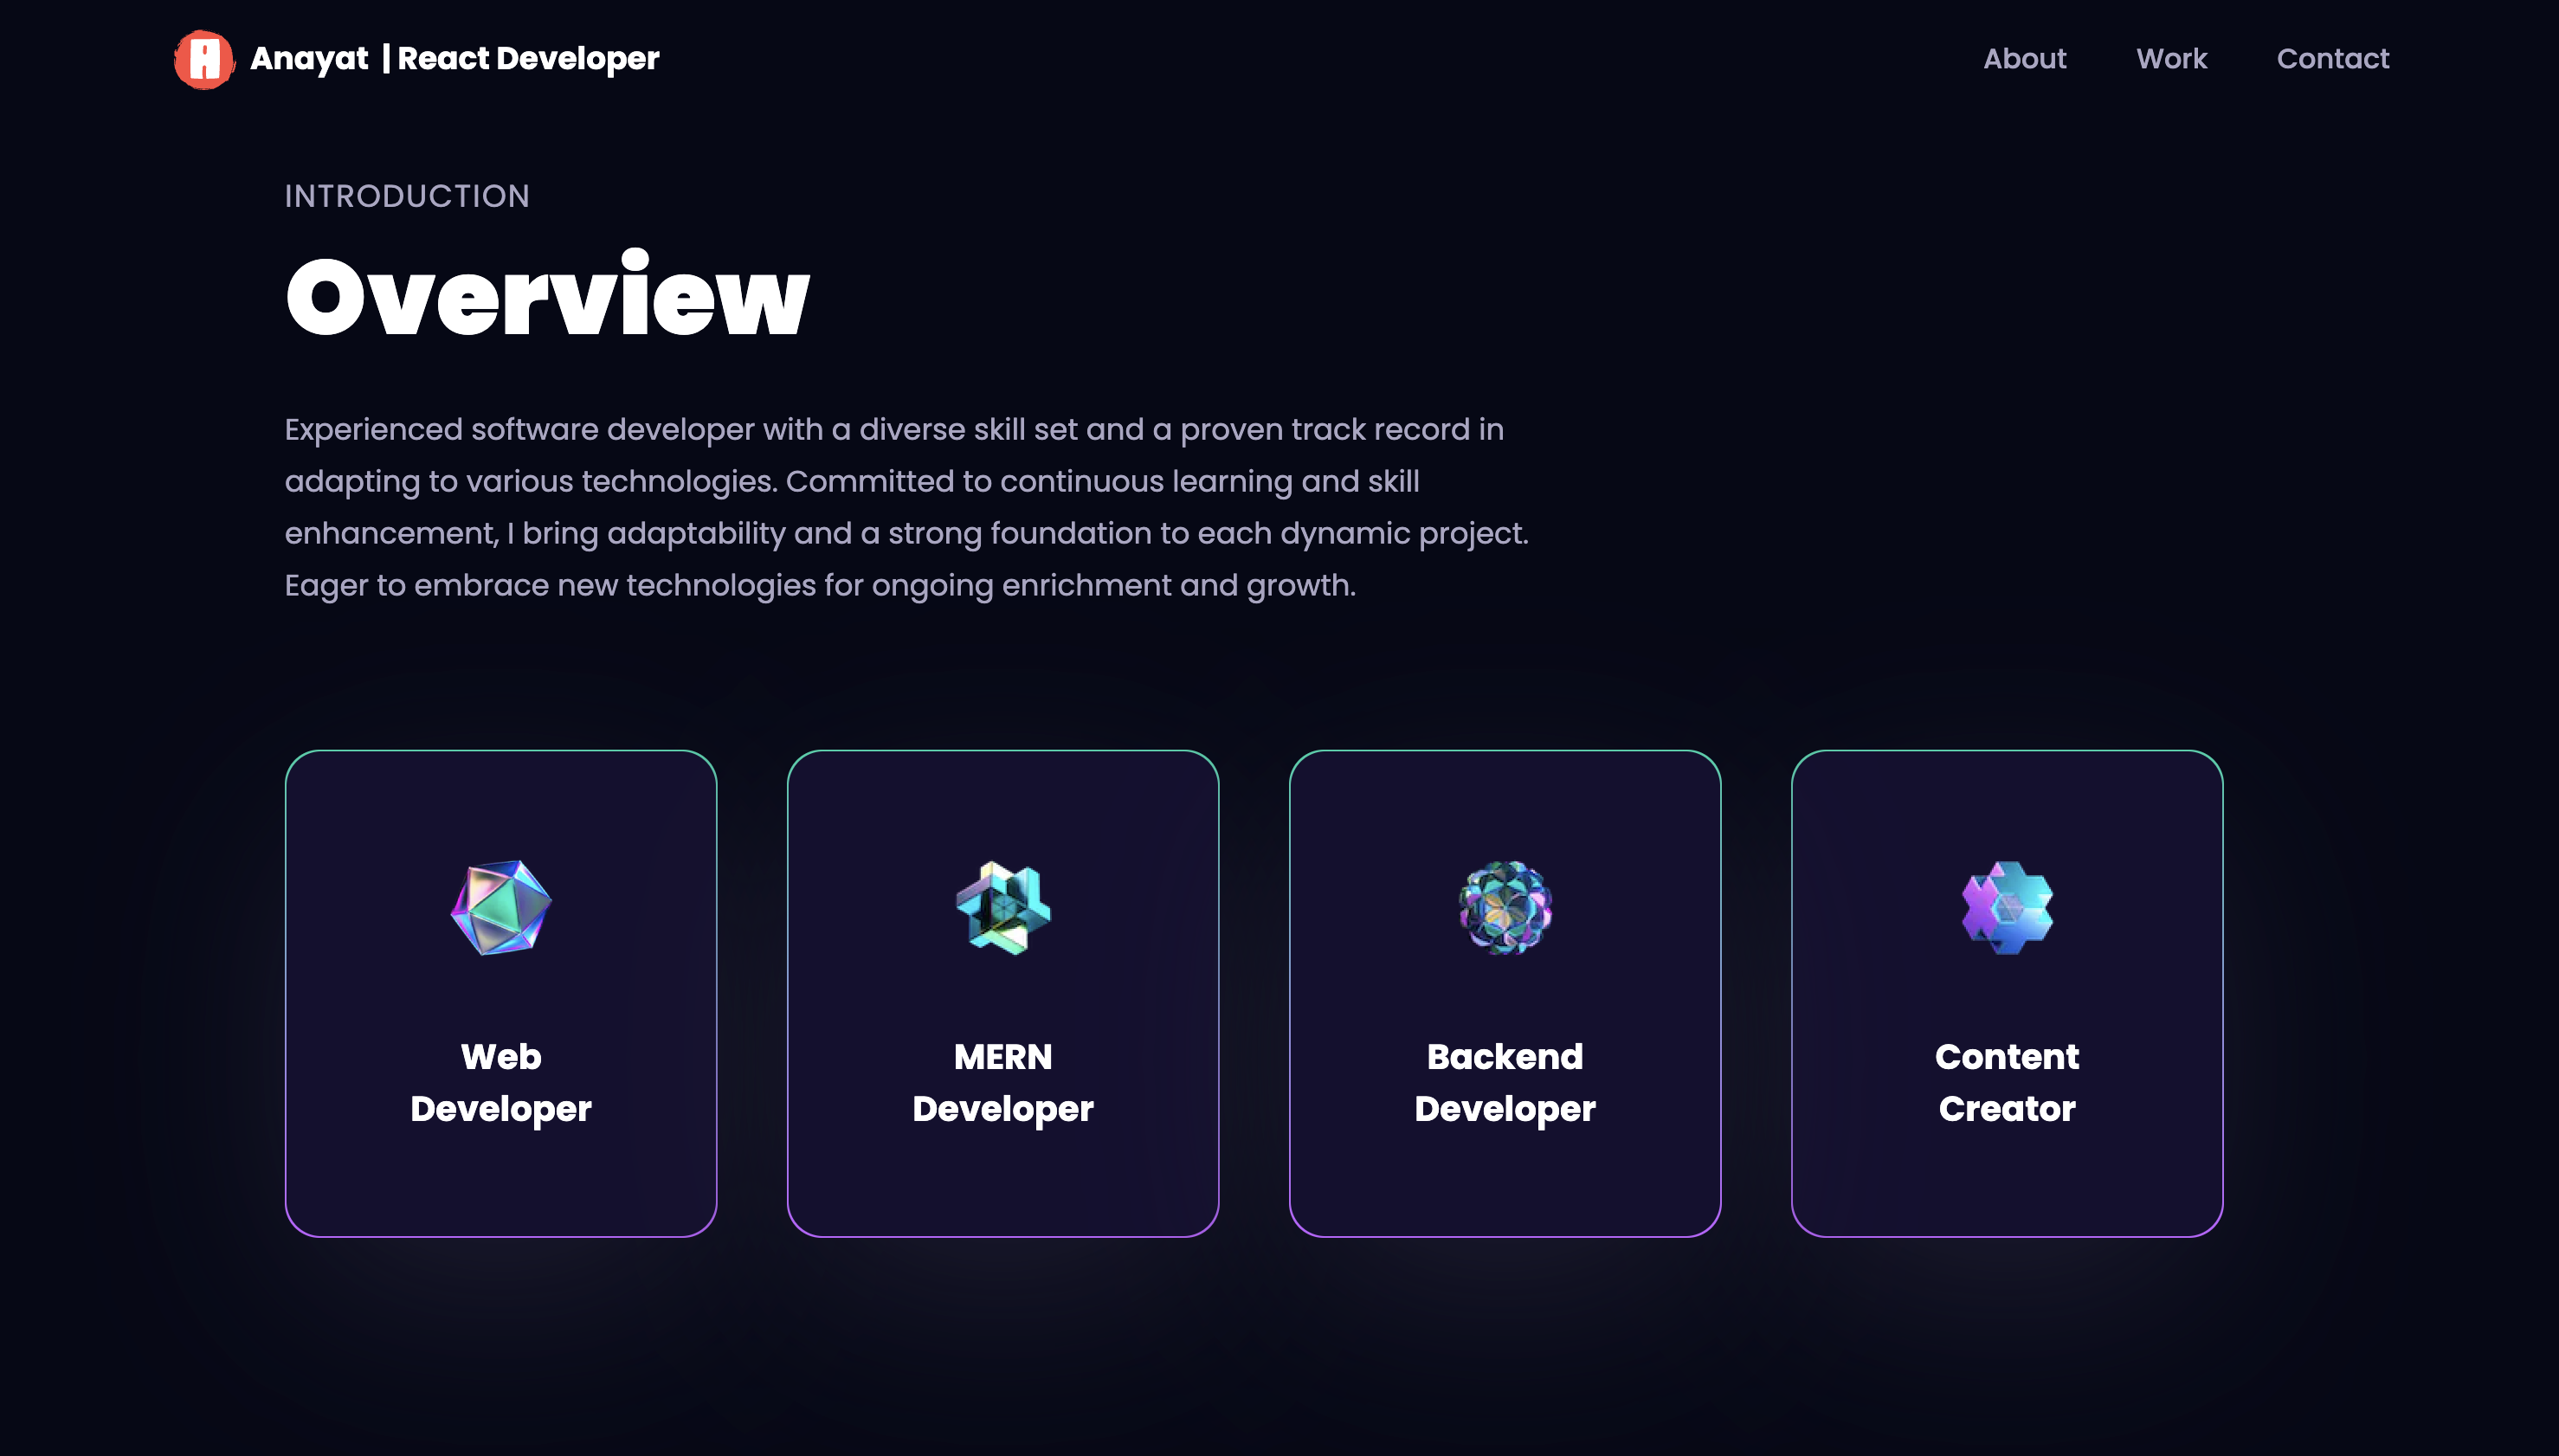 A
Anayat | React Developer
About
Work
Contact
INTRODUCTION
Overview
Experienced software developer with a diverse skill set and a proven track record in
adapting to various technologies. Committed to continuous learning and skill
enhancement, I bring adaptability and a strong foundation to each dynamic project.
Eager to embrace new technologies for ongoing enrichment and growth.
Web
Developer
MERN
Developer
Backend
Developer
Content
Creator